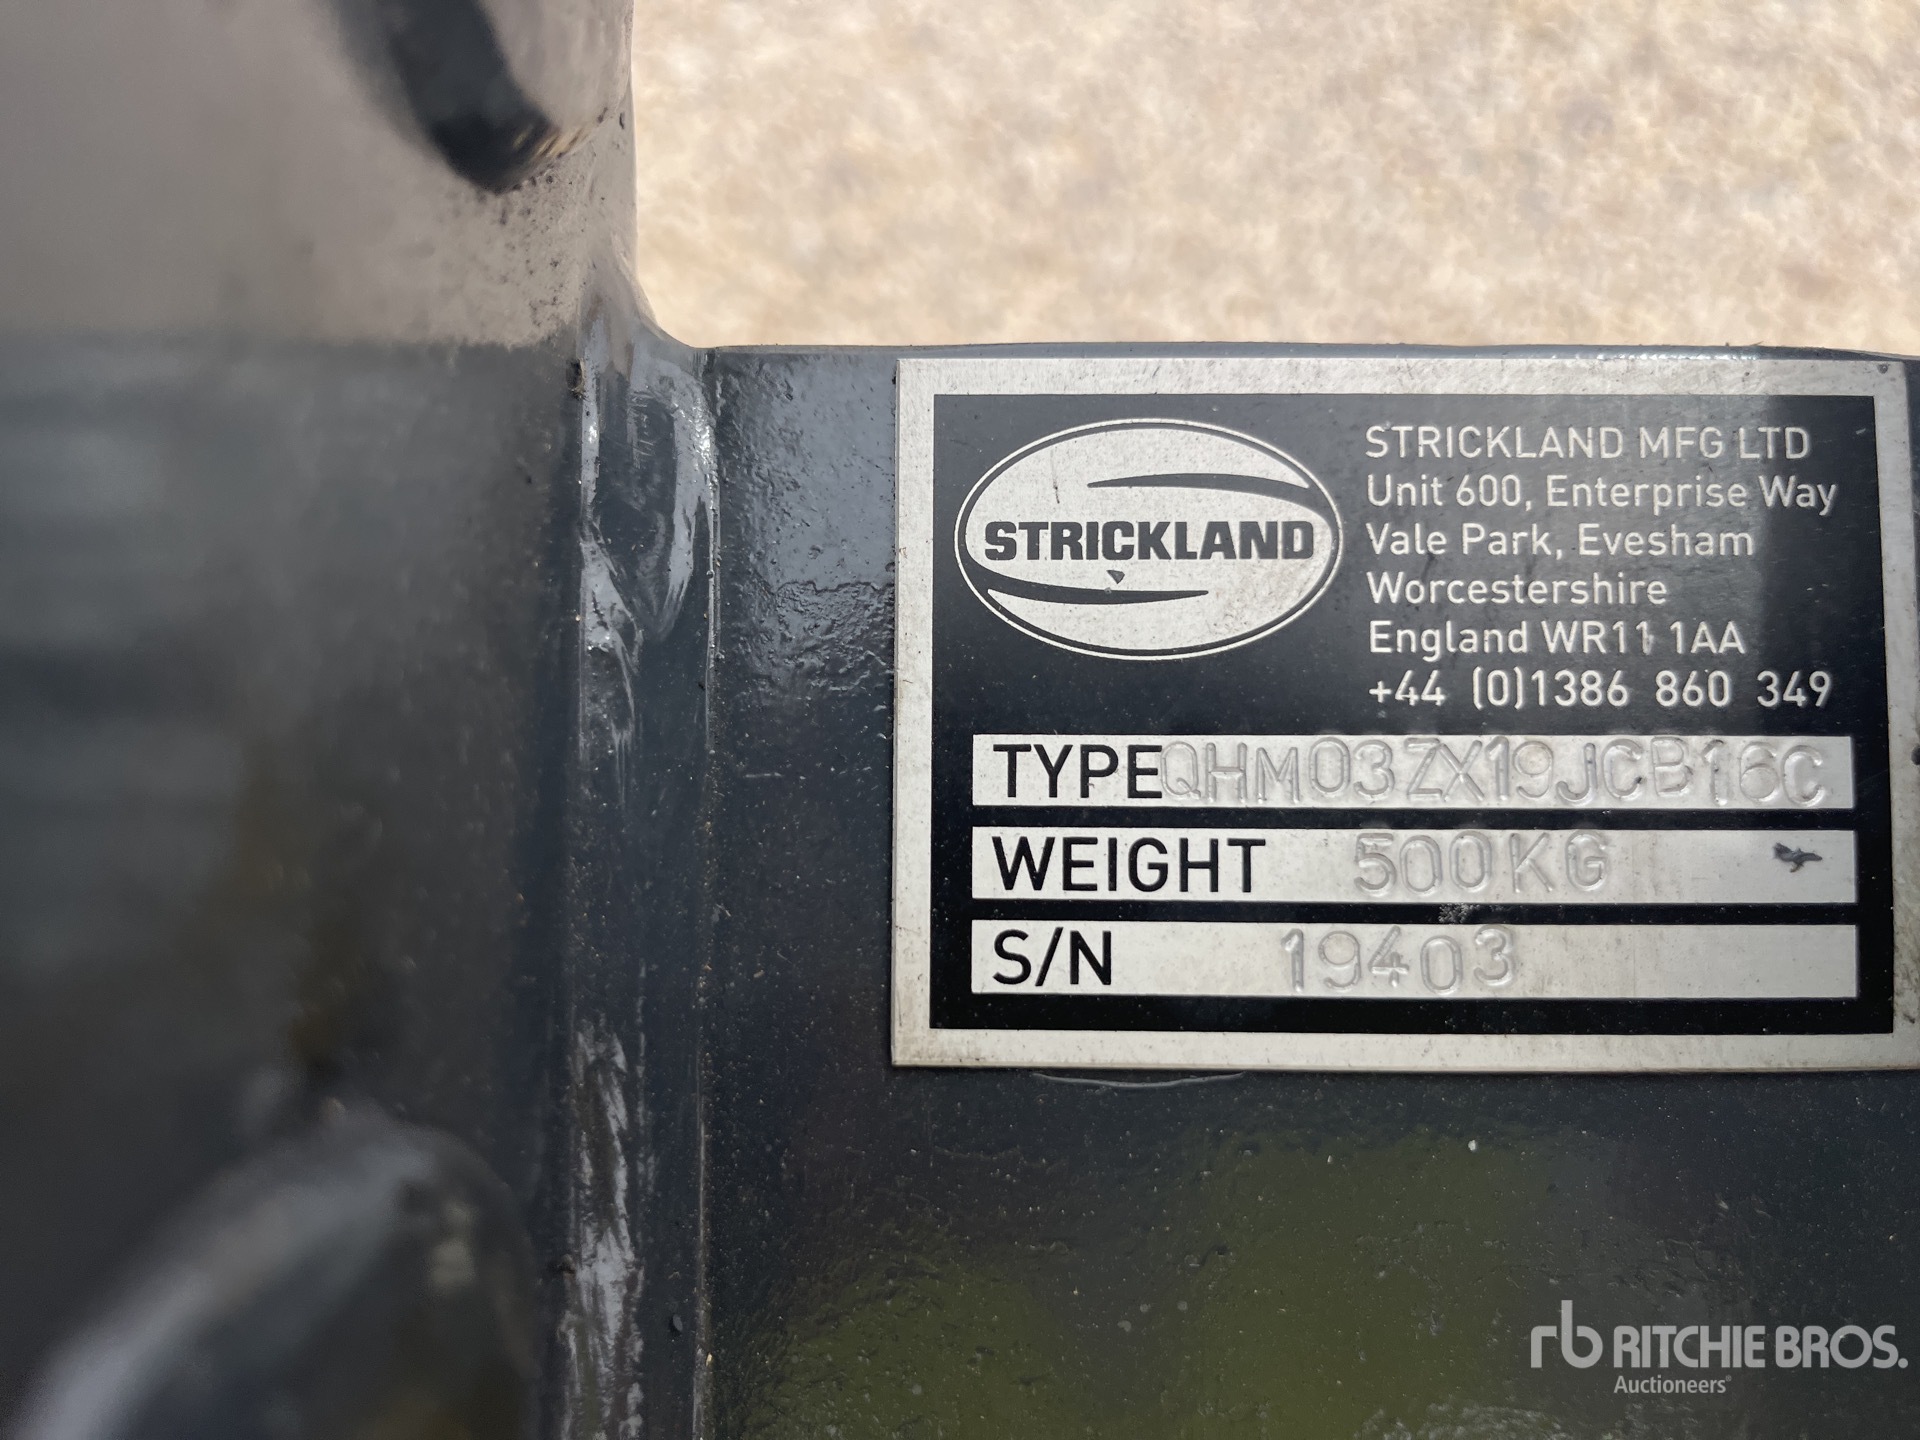 STRICKLAND
STRICKLAND MFG LTD
Unit 600, Enterprise Way
Vale Park, Evesham
Worcestershire
England WR11 1AA
+44 (0)1386 860 349
TYPE QHM03ZX19JCB16C
WEIGHT 500KG
S/N 19403
rb RITCHIE BROS.
Auctioneers